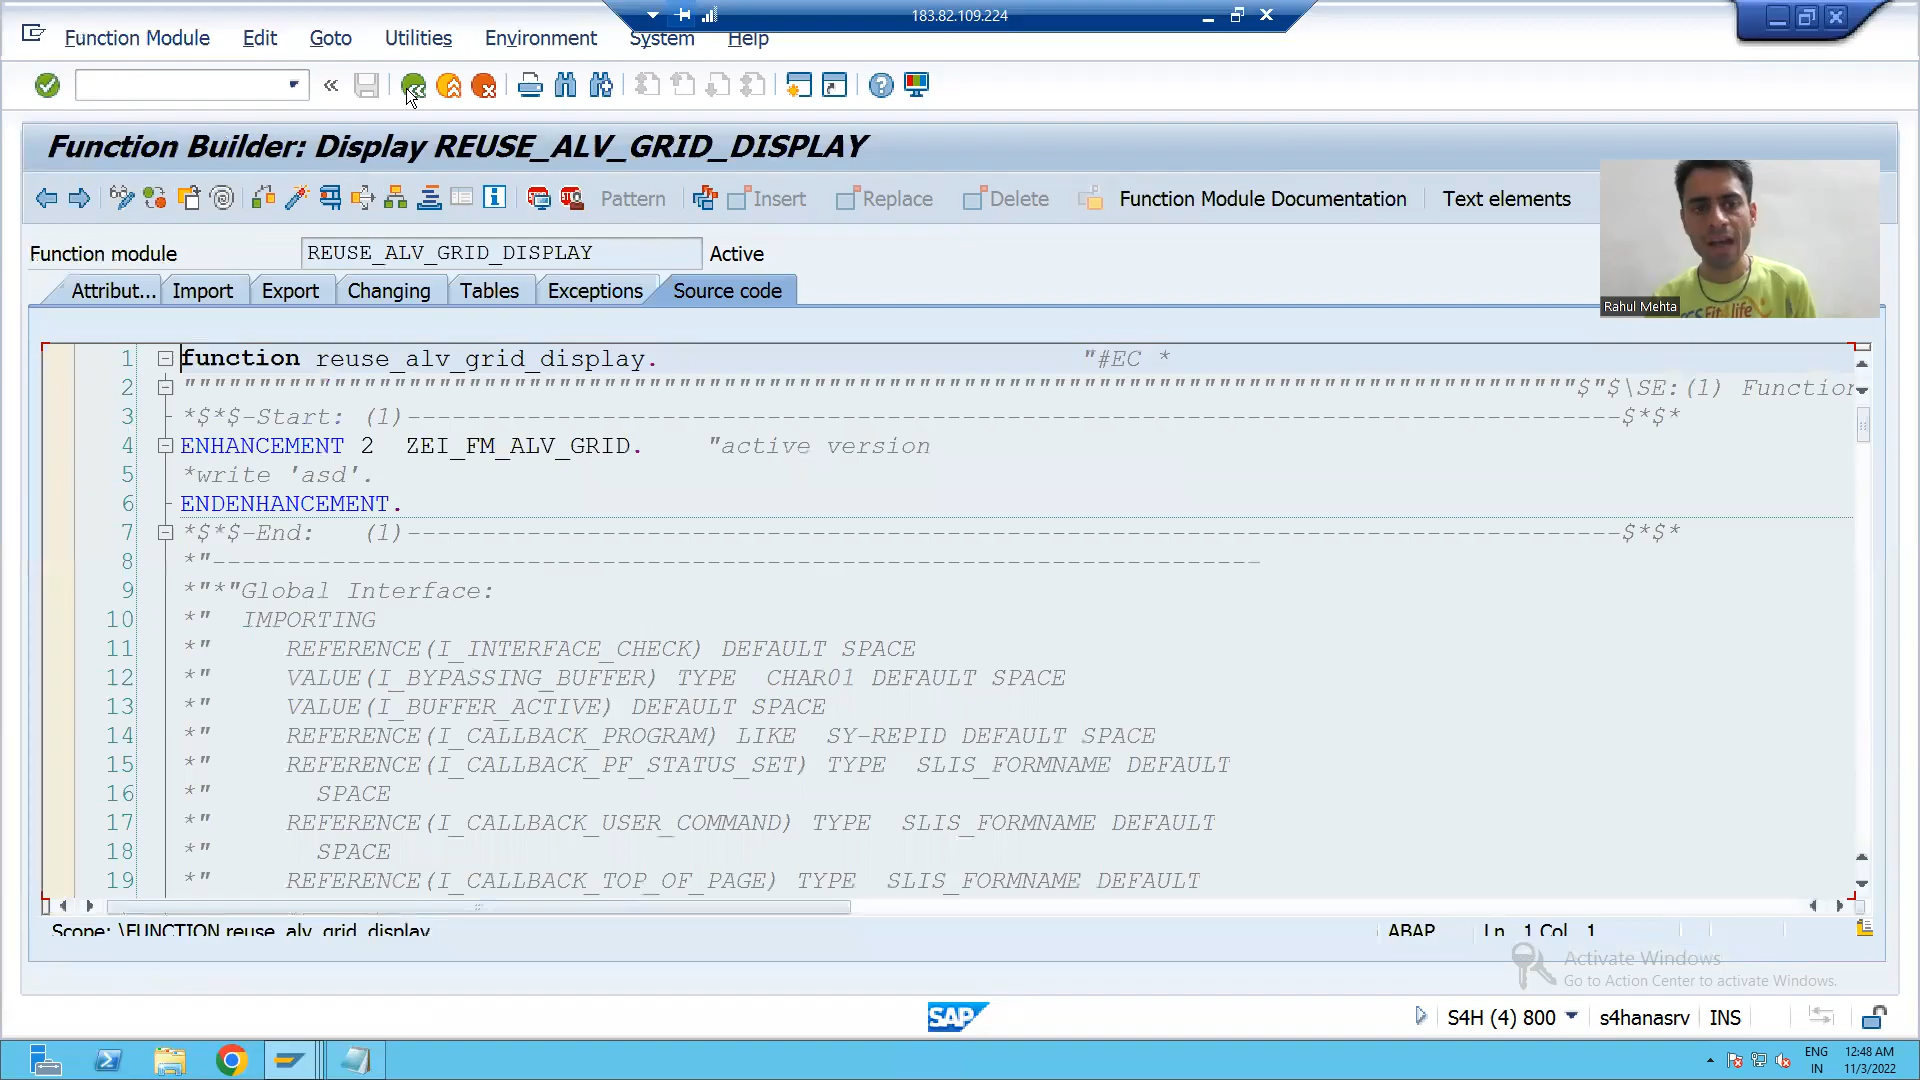 183.82.109.224
Function Module Edit Goto Utilities Environment System Help
Function Builder: Display REUSE_ALV_GRID_DISPLAY
Pattern Insert Replace Delete Function Module Documentation Text elements
Function module REUSE_ALV_GRID_DISPLAY Active
Attribut... Import Export Changing Tables Exceptions Source code
Rahul Mehta
1 function reuse_alv_grid_display. "#EC *
2 """""""""""""""""""""""""""""""""""""""""""""""""""""""""""""""""""""""""""""""""""""""""""""$"$\SE:(1) Function
3 *$*$-Start: (1)---------------------------------------------------------------------------------$*$*
4 ENHANCEMENT 2 ZEI_FM_ALV_GRID. "active version
5 *write 'asd'.
6 ENDENHANCEMENT.
7 *$*$-End: (1)---------------------------------------------------------------------------------$*$*
8 *"----------------------------------------------------------------------
9 *"*"Global Interface:
10 *" IMPORTING
11 *" REFERENCE(I_INTERFACE_CHECK) DEFAULT SPACE
12 *" VALUE(I_BYPASSING_BUFFER) TYPE CHAR01 DEFAULT SPACE
13 *" VALUE(I_BUFFER_ACTIVE) DEFAULT SPACE
14 *" REFERENCE(I_CALLBACK_PROGRAM) LIKE SY-REPID DEFAULT SPACE
15 *" REFERENCE(I_CALLBACK_PF_STATUS_SET) TYPE SLIS_FORMNAME DEFAULT
16 *" SPACE
17 *" REFERENCE(I_CALLBACK_USER_COMMAND) TYPE SLIS_FORMNAME DEFAULT
18 *" SPACE
19 *" REFERENCE(I_CALLBACK_TOP_OF_PAGE) TYPE SLIS_FORMNAME DEFAULT
Scope: \FUNCTION reuse_alv_grid_display ABAP Ln 1 Col 1
Activate Windows
Go to Action Center to activate Windows.
SAP S4H (4) 800 s4hanasrv INS
ENG 12:48 AM
IN 11/3/2022